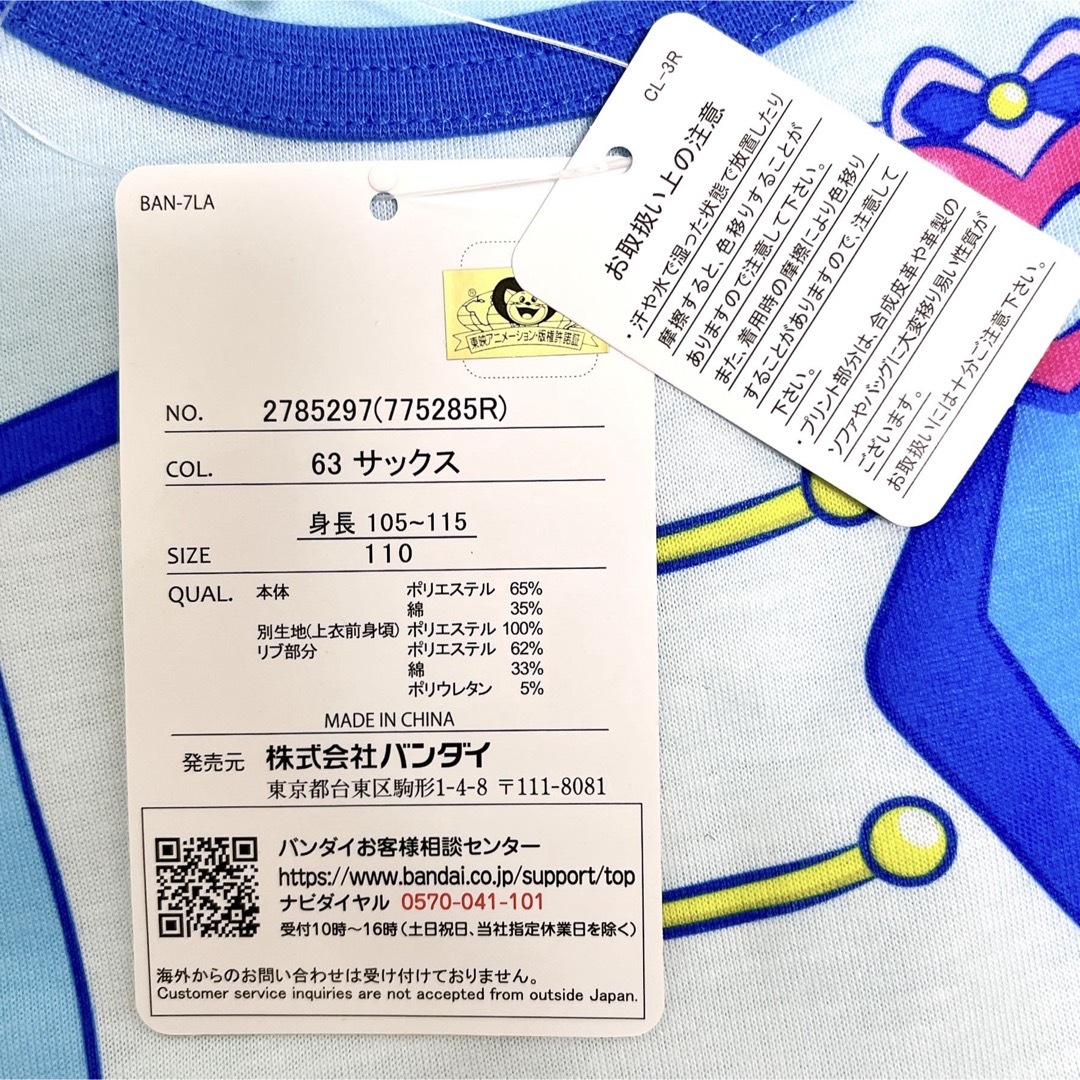 BAN-7LA
®
東映アニメーション・版権許諾証
NO. 2785297(775285R)
COL. 63 サックス
身長 105~115
SIZE 110
QUAL. 本体 ポリエステル 65%
綿 35%
別生地(上衣前身頃) ポリエステル 100%
リブ部分 ポリエステル 62%
綿 33%
ポリウレタン 5%
MADE IN CHINA
発売元 株式会社バンダイ
東京都台東区駒形1-4-8 〒111-8081
バンダイお客様相談センター
https://www.bandai.co.jp/support/top
ナビダイヤル 0570-041-101
受付10時~16時(土日祝日、当社指定休業日を除く)
海外からのお問い合わせは受け付けておりません。
Customer service inquiries are not accepted from outside Japan.
CL-3R
お取扱い上の注意
・汗や水で湿った状態で放置したり
摩擦すると、色移りすることが
ありますので注意して下さい。
また、着用時の摩擦により色移り
することがありますので、注意して
下さい。
・プリント部分は、合成皮革や革製の
ソファやバッグに大変移り易い性質が
ございます。
お取扱いには十分ご注意下さい。